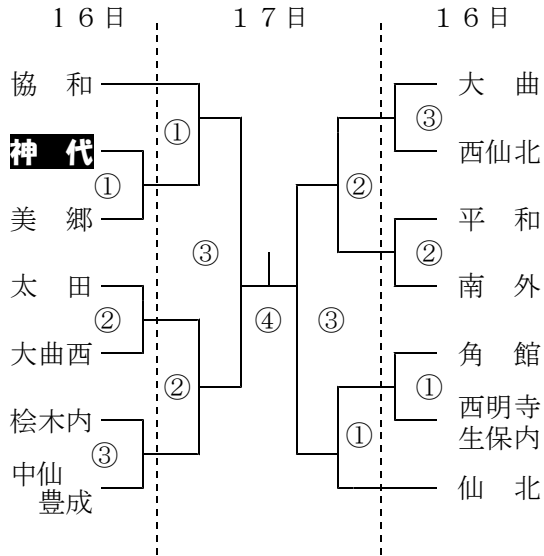 １６日　１７日　１６日
協　和
①
神　代
①
美　郷
③
太　田
②
大曲西
②
桧木内
③
中仙
豊成
④
大　曲
③
西仙北
②
平　和
②
南　外
③
角　館
①
西明寺
生保内
①
仙　北